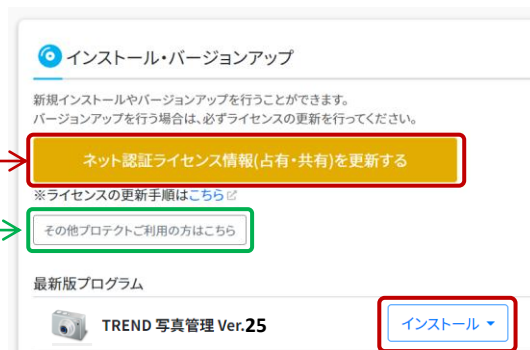 インストール・バージョンアップ
新規インストールやバージョンアップを行うことができます。
バージョンアップを行う場合は、必ずライセンスの更新を行ってください。
ネット認証ライセンス情報(占有・共有)を更新する
※ライセンスの更新手順はこちら
その他プロテクトご利用の方はこちら
最新版プログラム
TREND 写真管理 Ver.25
インストール